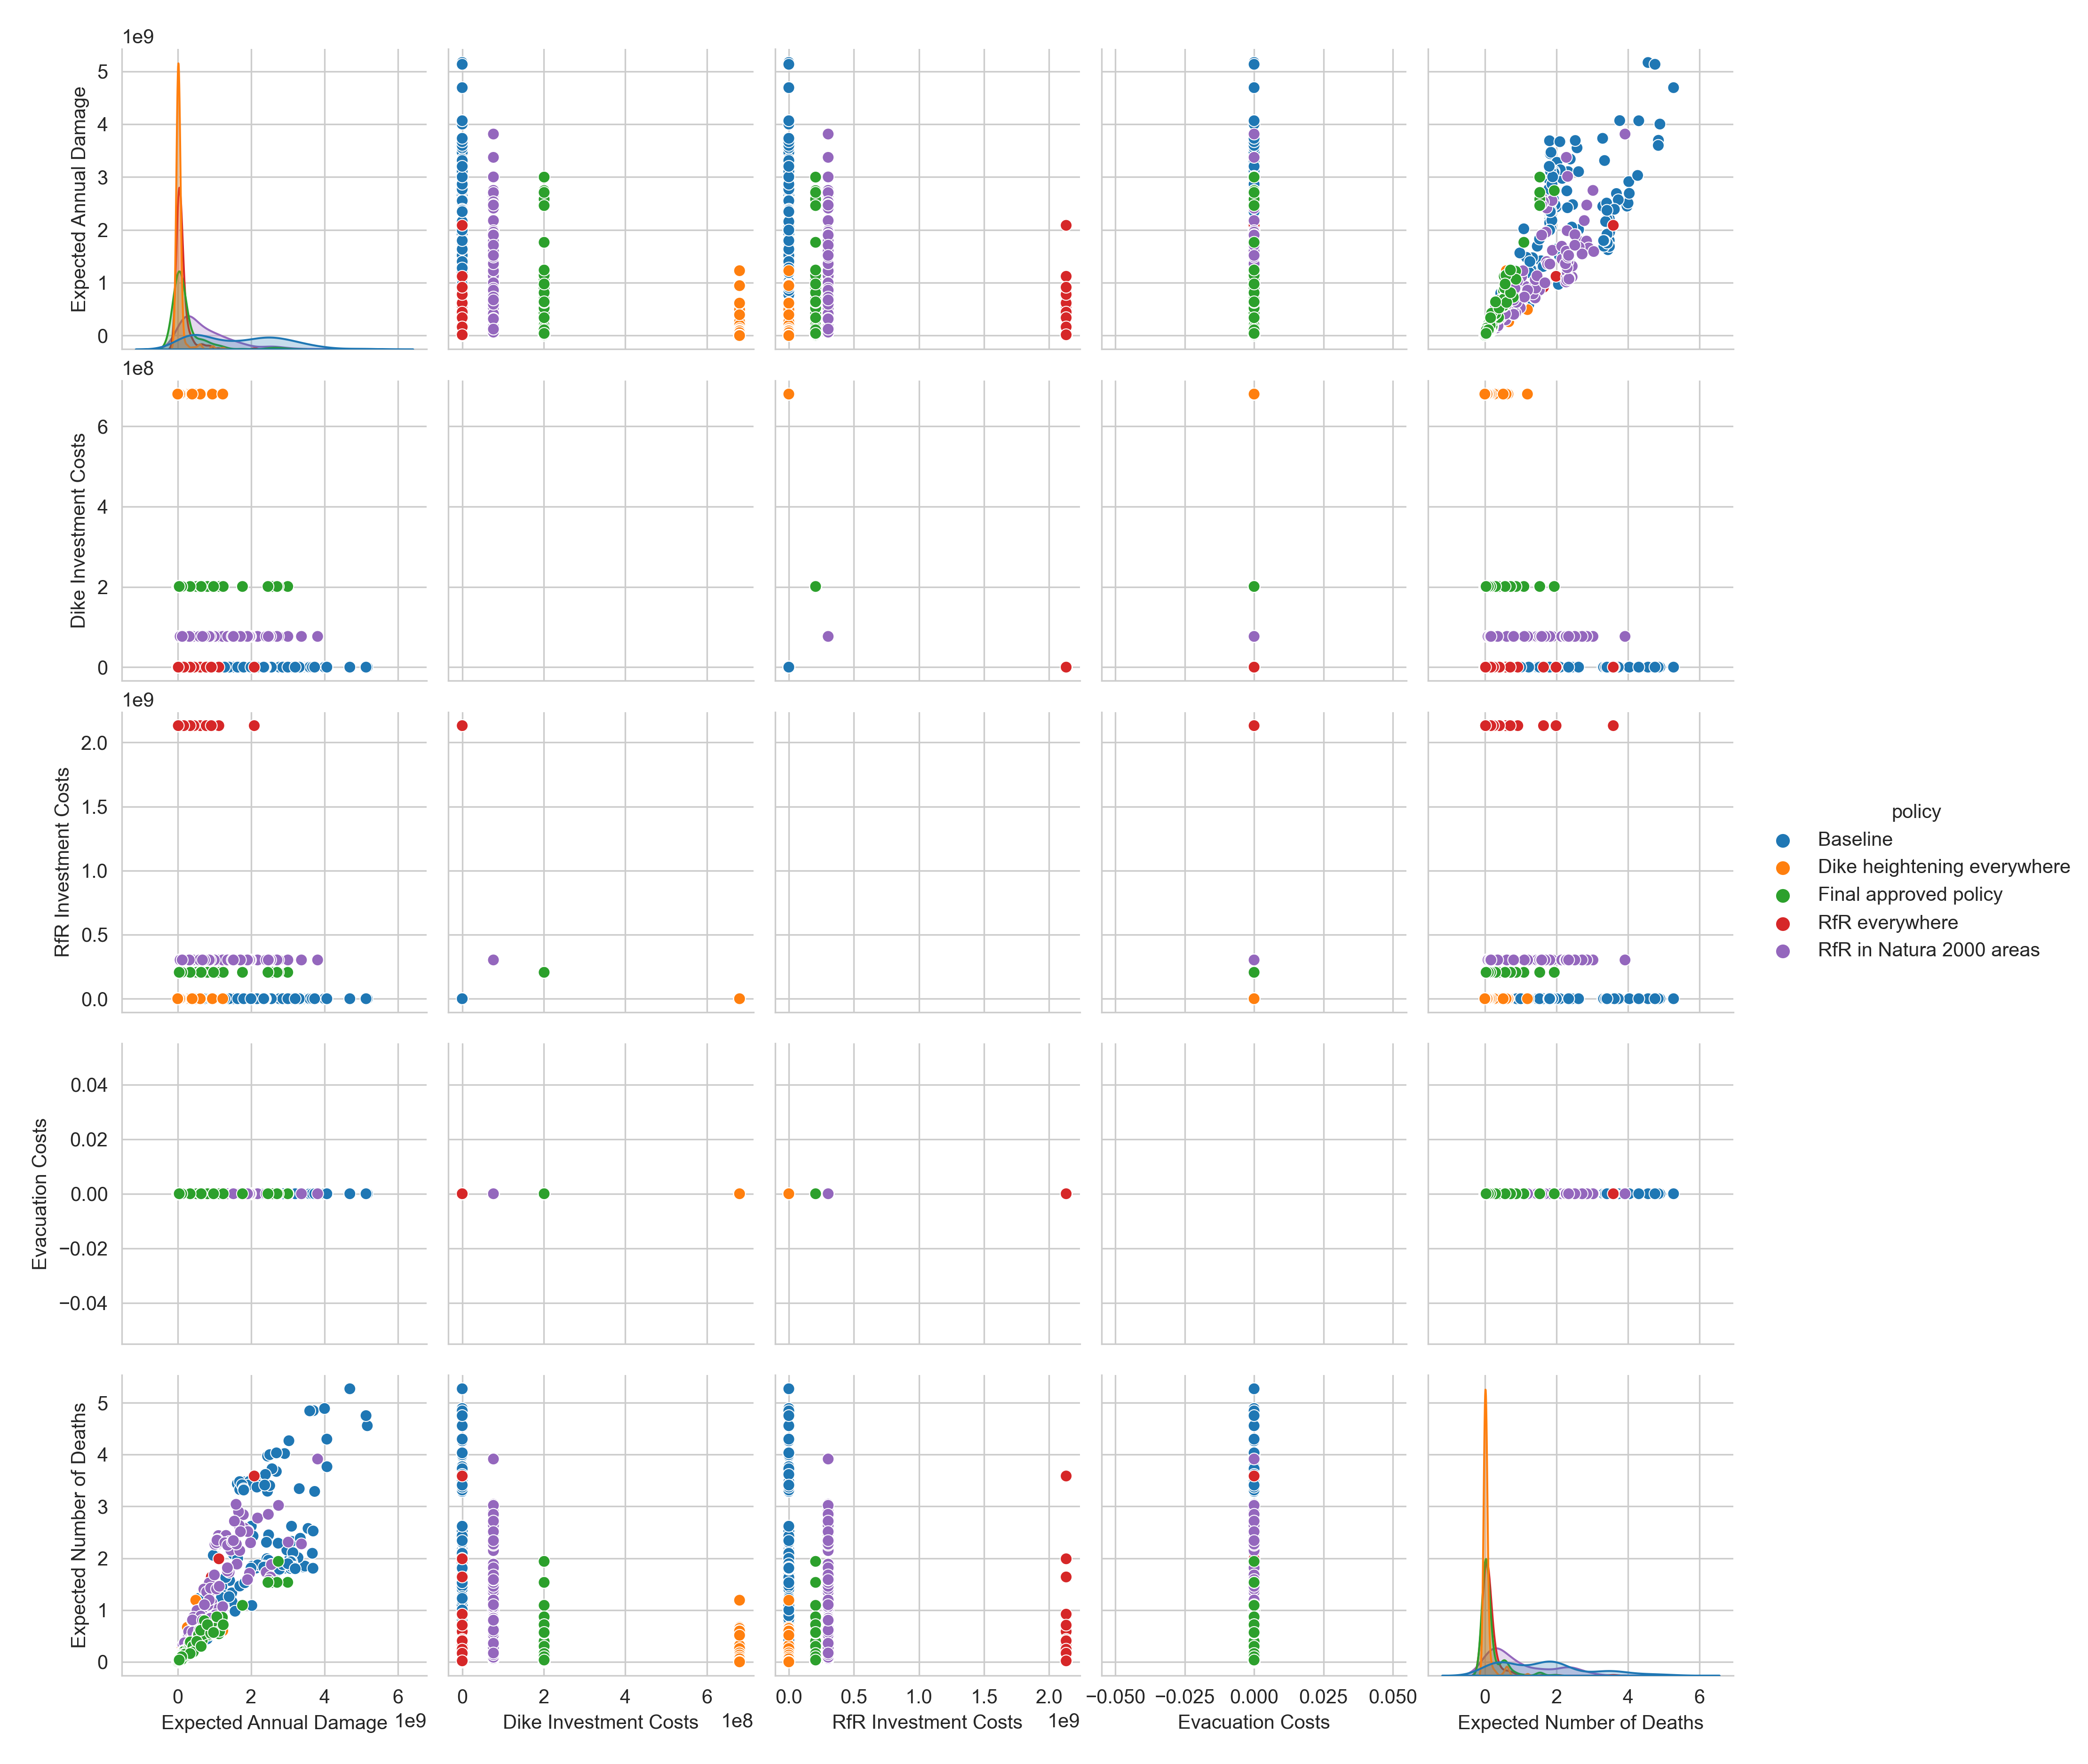 1e9
5
4
3
2
1
0
Expected Annual Damage
1e8
6
4
2
0
Dike Investment Costs
1e9
2.0
1.5
1.0
0.5
0.0
RfR Investment Costs
0.04
0.02
0.00
−0.02
−0.04
Evacuation Costs
5
4
3
2
1
0
Expected Number of Deaths
0 2 4 6
Expected Annual Damage 1e9
0 2 4 6
Dike Investment Costs 1e8
0.0 0.5 1.0 1.5 2.0
RfR Investment Costs 1e9
−0.050 −0.025 0.000 0.025 0.050
Evacuation Costs
0 2 4 6
Expected Number of Deaths
policy
Baseline
Dike heightening everywhere
Final approved policy
RfR everywhere
RfR in Natura 2000 areas